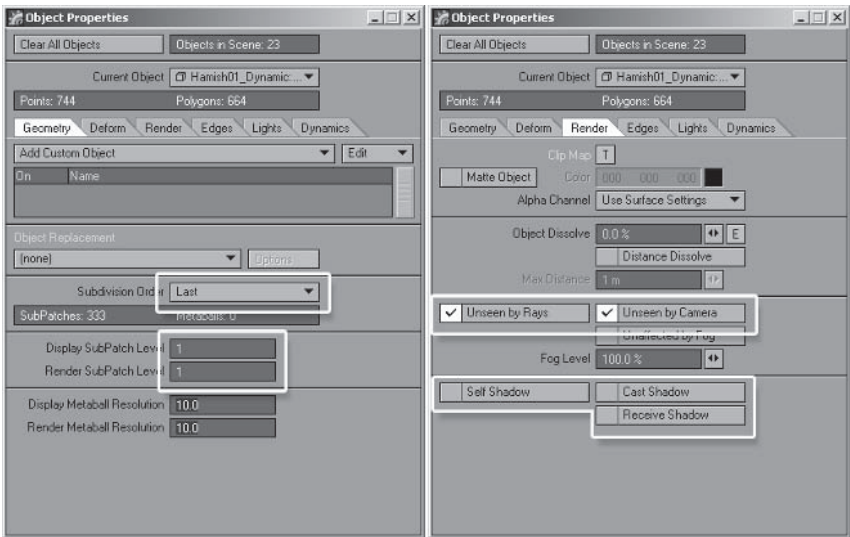 Object Properties
Clear All Objects
Objects in Scene: 23
Current Object
Hamish01_Dynamic:...
Points: 744
Polygons: 664
Geometry
Deform
Render
Edges
Lights
Dynamics
Add Custom Object
Edit
On
Name
Object Replacement
(none)
Options
Subdivision Order
Last
SubPatches: 333
Metaballs: 0
Display SubPatch Level
1
Render SubPatch Level
1
Display Metaball Resolution
10.0
Render Metaball Resolution
10.0
Object Properties
Clear All Objects
Objects in Scene: 23
Current Object
Hamish01_Dynamic:...
Points: 744
Polygons: 664
Geometry
Deform
Render
Edges
Lights
Dynamics
Clip Map
T
Matte Object
Color
000
000
000
Alpha Channel
Use Surface Settings
Object Dissolve
0.0 %
E
Distance Dissolve
Max Distance
1 m
Unseen by Rays
Unseen by Camera
Unaffected by Fog
Fog Level
100.0 %
Self Shadow
Cast Shadow
Receive Shadow